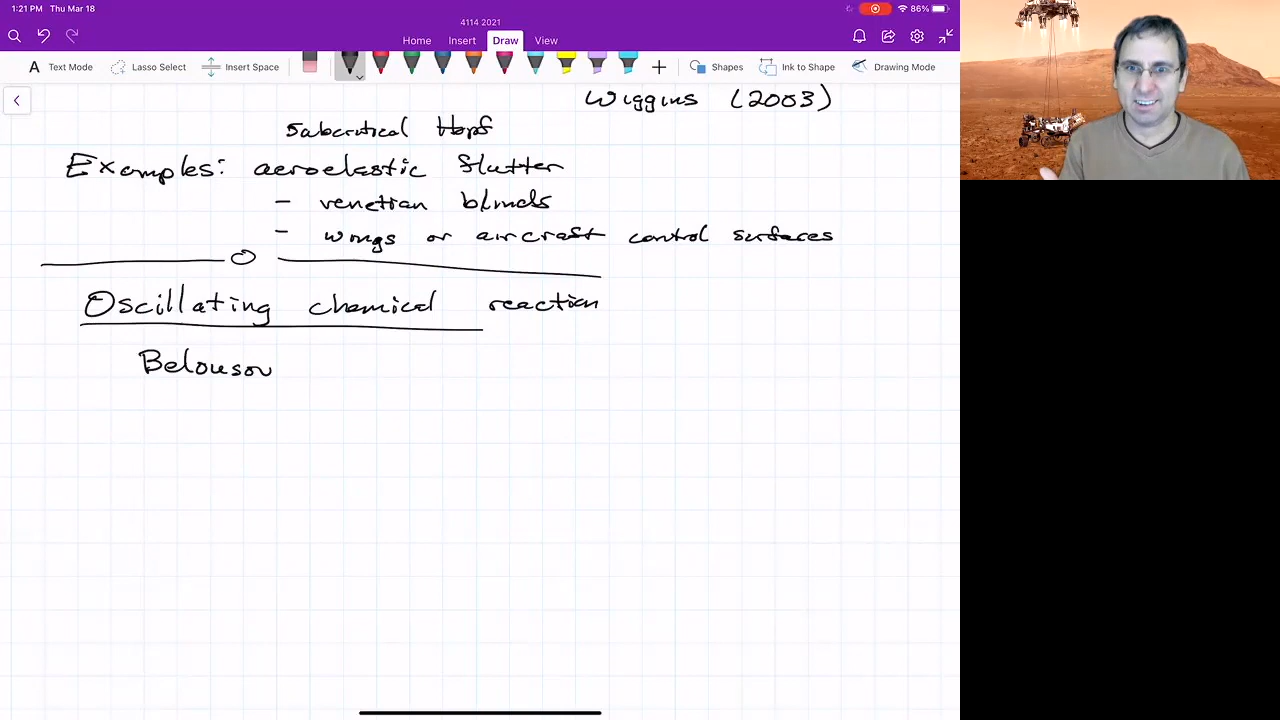 1:21 PM Thu Mar 18
86%
4114 2021
Home Insert Draw View
Text Mode Lasso Select Insert Space Shapes Ink to Shape Drawing Mode
Wiggins (2003)
subcritical Hopf
Examples: aeroelastic flutter
- venetian blinds
- wings or aircraft control surfaces
Oscillating chemical reaction
Belousov